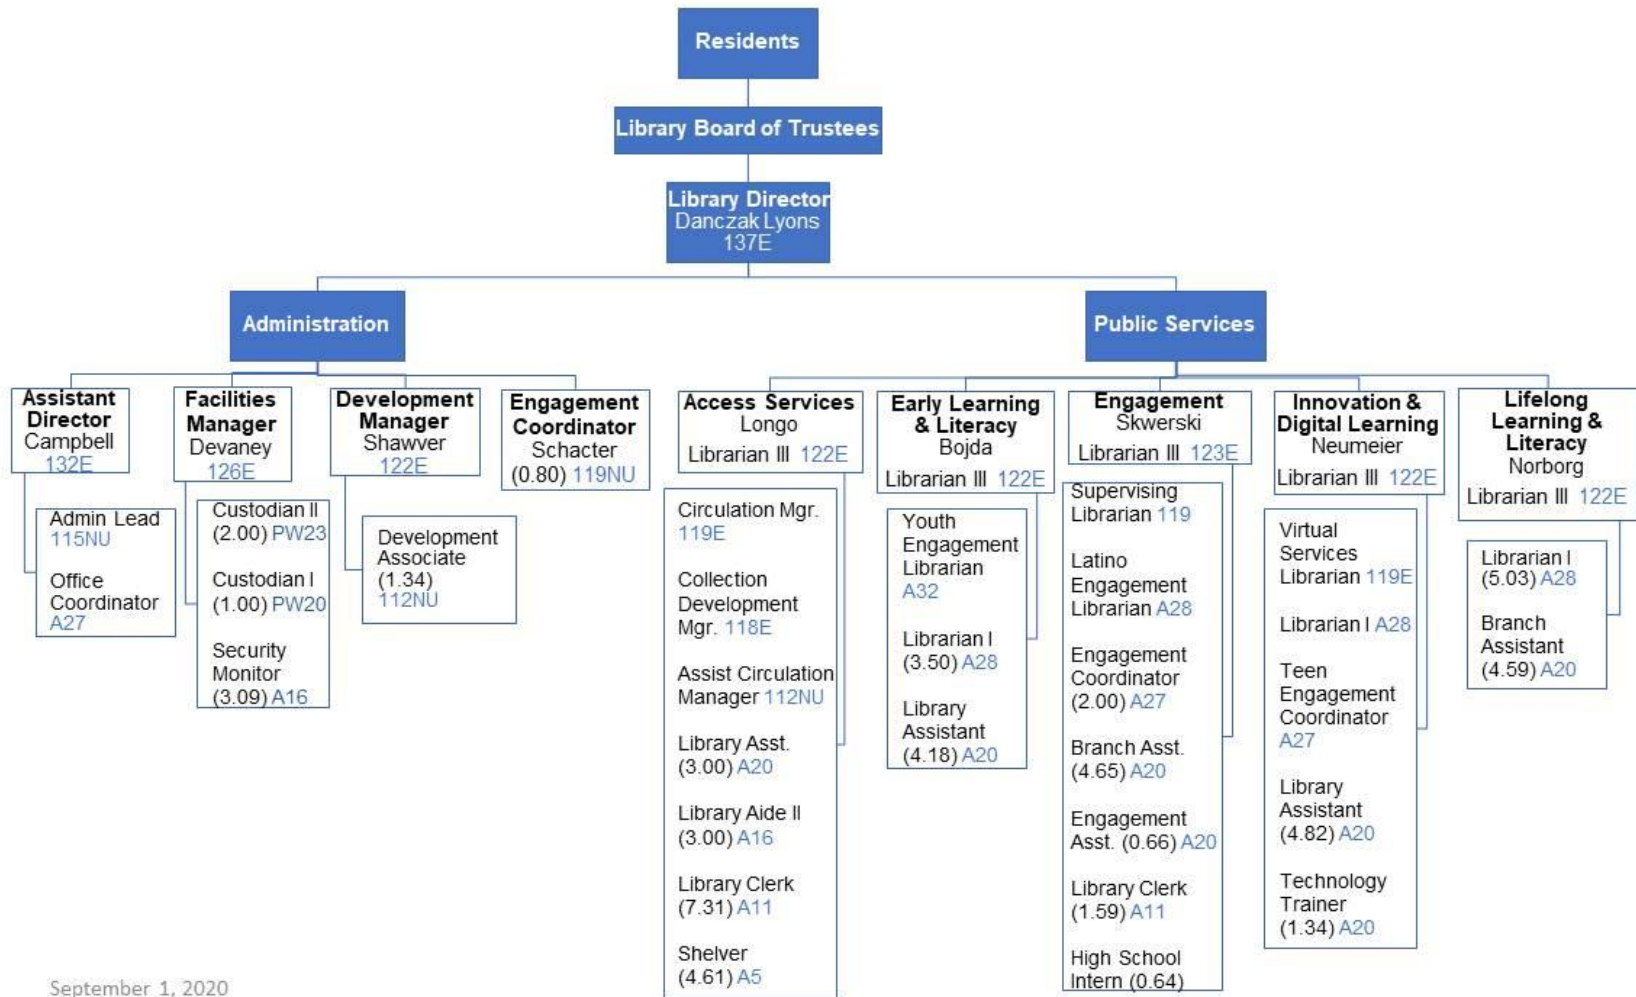 Residents
Library Board of Trustees
Library Director
Danczak Lyons
137E
Administration
Public Services
Assistant
Director
Campbell
132E
Admin Lead
115NU
Office
Coordinator
A27
Facilities
Manager
Devaney
126E
Custodian II
(2.00) PW23
Custodian I
(1.00) PW20
Security
Monitor
(3.09) A16
Development
Manager
Shawver
122E
Development
Associate
(1.34)
112NU
Engagement
Coordinator
Schacter
(0.80) 119NU
Access Services
Longo
Librarian III 122E
Circulation Mgr.
119E
Collection
Development
Mgr. 118E
Assist Circulation
Manager 112NU
Library Asst.
(3.00) A20
Library Aide II
(3.00) A16
Library Clerk
(7.31) A11
Shelver
(4.61) A5
Early Learning
& Literacy
Bojda
Librarian III 122E
Youth
Engagement
Librarian
A32
Librarian I
(3.50) A28
Library
Assistant
(4.18) A20
Engagement
Skwerski
Librarian III 123E
Supervising
Librarian 119
Latino
Engagement
Librarian A28
Engagement
Coordinator
(2.00) A27
Branch Asst.
(4.65) A20
Engagement
Asst. (0.66) A20
Library Clerk
(1.59) A11
High School
Intern (0.64)
Innovation &
Digital Learning
Neumeier
Librarian III 122E
Virtual
Services
Librarian 119E
Librarian I A28
Teen
Engagement
Coordinator
A27
Library
Assistant
(4.82) A20
Technology
Trainer
(1.34) A20
Lifelong
Learning &
Literacy
Norborg
Librarian III 122E
Librarian I
(5.03) A28
Branch
Assistant
(4.59) A20
September 1, 2020